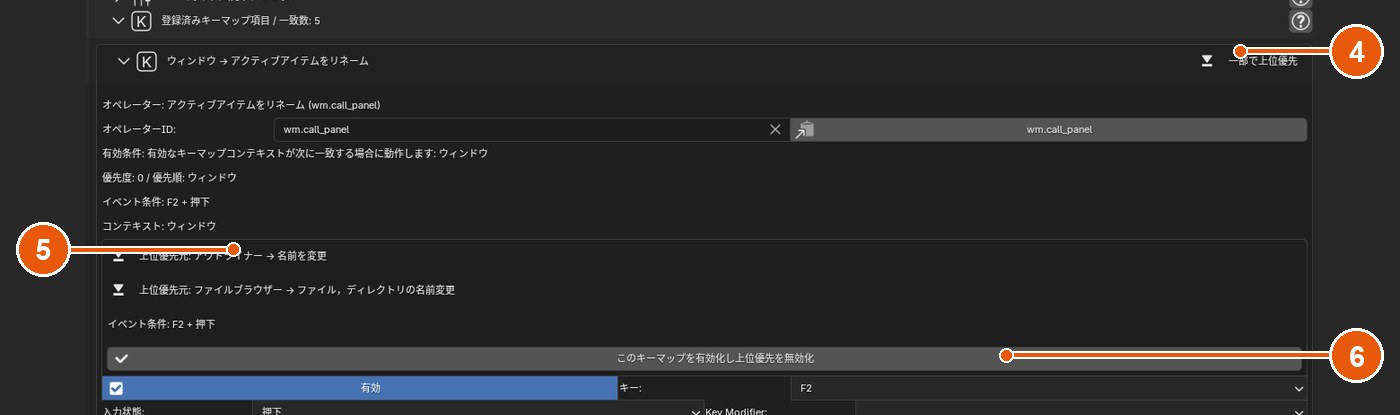 登録済みキーマップ項目 / 一致数: 5
K
?
4
K
ウィンドウ → アクティブアイテムをリネーム
一部で上位優先
オペレーター: アクティブアイテムをリネーム (wm.call_panel)
オペレーターID:
wm.call_panel
wm.call_panel
有効条件: 有効なキーマップコンテキストが次に一致する場合に動作します: ウィンドウ
優先度: 0 / 優先順: ウィンドウ
イベント条件: F2 + 押下
コンテキスト: ウィンドウ
5
上位優先元: アウトライナー → 名前を変更
上位優先元: ファイルブラウザー → ファイル，ディレクトリの名前変更
イベント条件: F2 + 押下
このキーマップを有効化し上位優先を無効化
6
有効
キー:
F2
入力状態:
押下
Key Modifier: